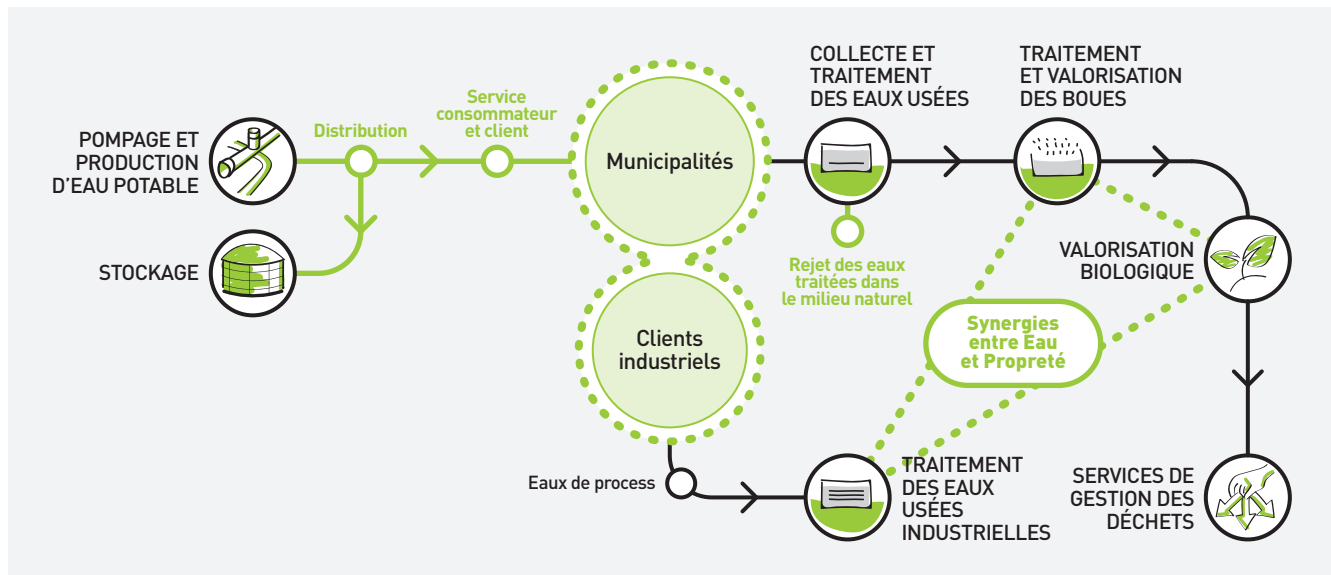 POMPAGE ET
PRODUCTION
D'EAU POTABLE
Distribution
Service
consommateur
et client
STOCKAGE
Municipalités
Clients
industriels
COLLECTE ET
TRAITEMENT
DES EAUX USÉES
TRAITEMENT
ET VALORISATION
DES BOUES
Rejet des eaux
traitées dans
le milieu naturel
VALORISATION
BIOLOGIQUE
Synergies
entre Eau
et Propreté
Eaux de process
TRAITEMENT
DES EAUX
USÉES
INDUSTRIELLES
SERVICES DE
GESTION DES
DÉCHETS